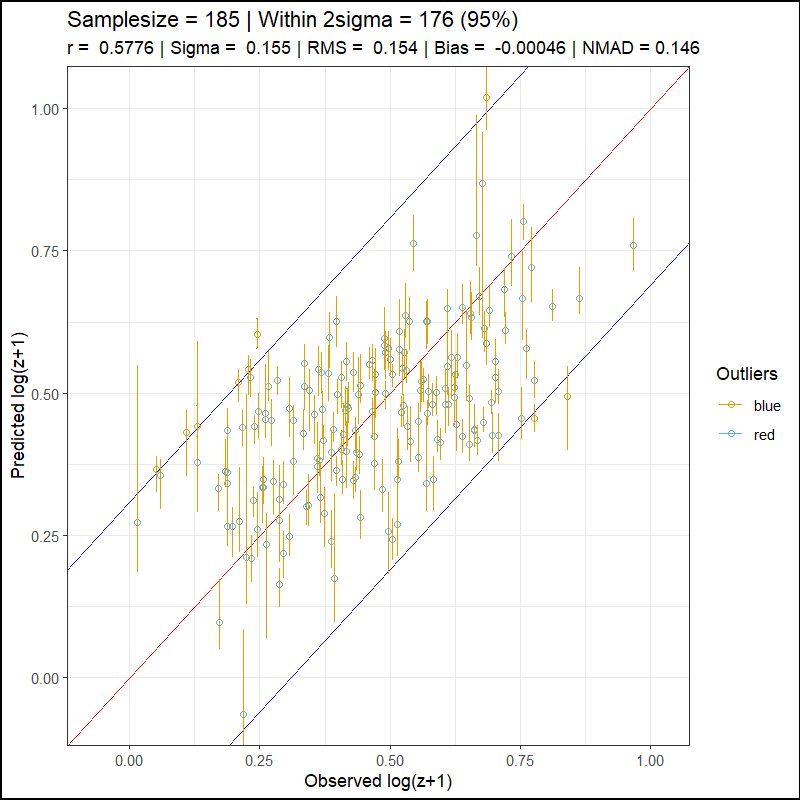 Samplesize = 185 | Within 2sigma = 176 (95%)
r =  0.5776 | Sigma =  0.155 | RMS =  0.154 | Bias =  -0.00046 | NMAD = 0.146
1.00
0.75
0.50
0.25
0.00
Predicted log(z+1)
0.00 0.25 0.50 0.75 1.00
Observed log(z+1)
Outliers
blue
red